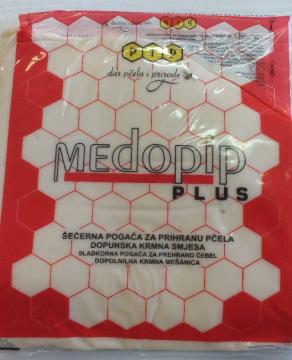 PIP
dar pčela i prirode
MEdopip
PLUS
ŠEĆERNA POGAČA ZA PRIHRANU PČELA
DOPUNSKA KRMNA SMJESA
SLADKORNA POGAČA ZA PREHRANO ČEBEL
DOPOLNILNA KRMNA MEŠANICA